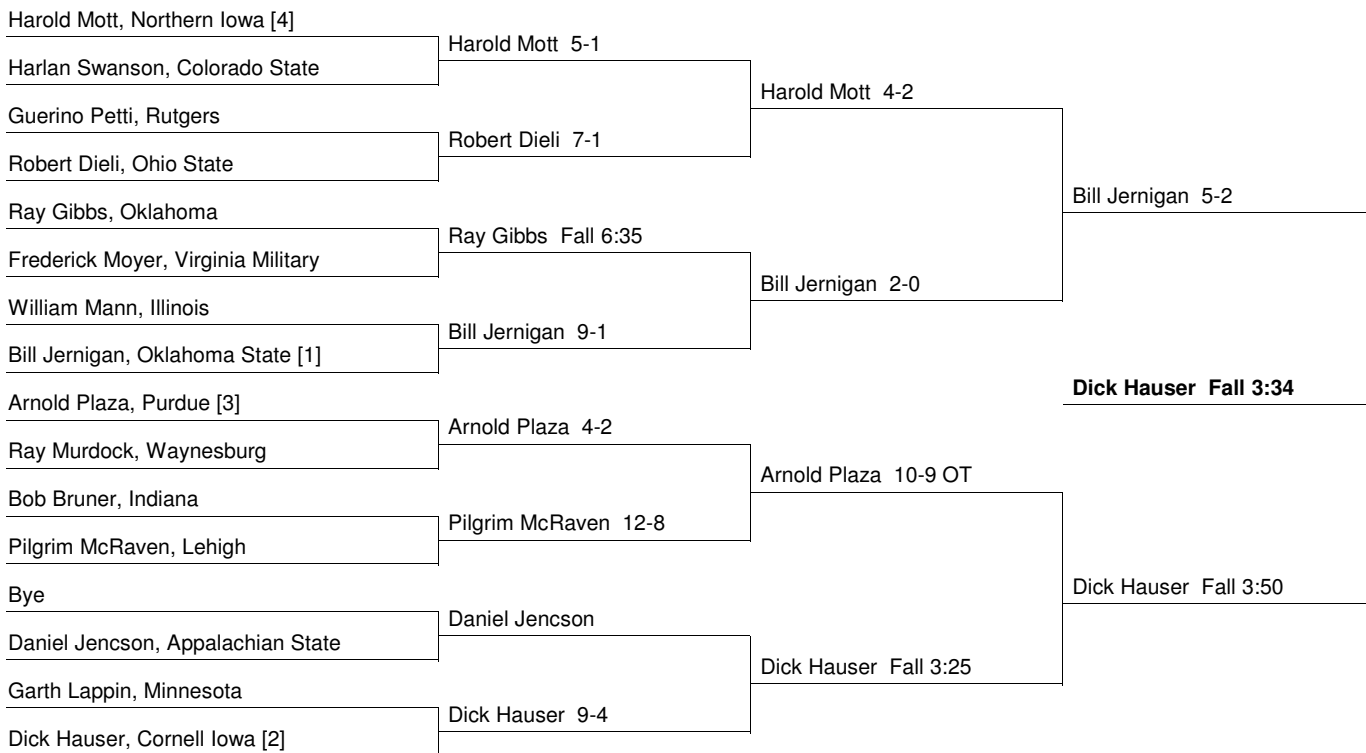 Harold Mott, Northern Iowa [4]
Harold Mott 5-1
Harlan Swanson, Colorado State
Harold Mott 4-2
Guerino Petti, Rutgers
Robert Dieli 7-1
Robert Dieli, Ohio State
Bill Jernigan 5-2
Ray Gibbs, Oklahoma
Ray Gibbs Fall 6:35
Frederick Moyer, Virginia Military
Bill Jernigan 2-0
William Mann, Illinois
Bill Jernigan 9-1
Bill Jernigan, Oklahoma State [1]
Dick Hauser Fall 3:34
Arnold Plaza, Purdue [3]
Arnold Plaza 4-2
Ray Murdock, Waynesburg
Arnold Plaza 10-9 OT
Bob Bruner, Indiana
Pilgrim McRaven 12-8
Pilgrim McRaven, Lehigh
Dick Hauser Fall 3:50
Bye
Daniel Jencson
Daniel Jencson, Appalachian State
Dick Hauser Fall 3:25
Garth Lappin, Minnesota
Dick Hauser 9-4
Dick Hauser, Cornell Iowa [2]